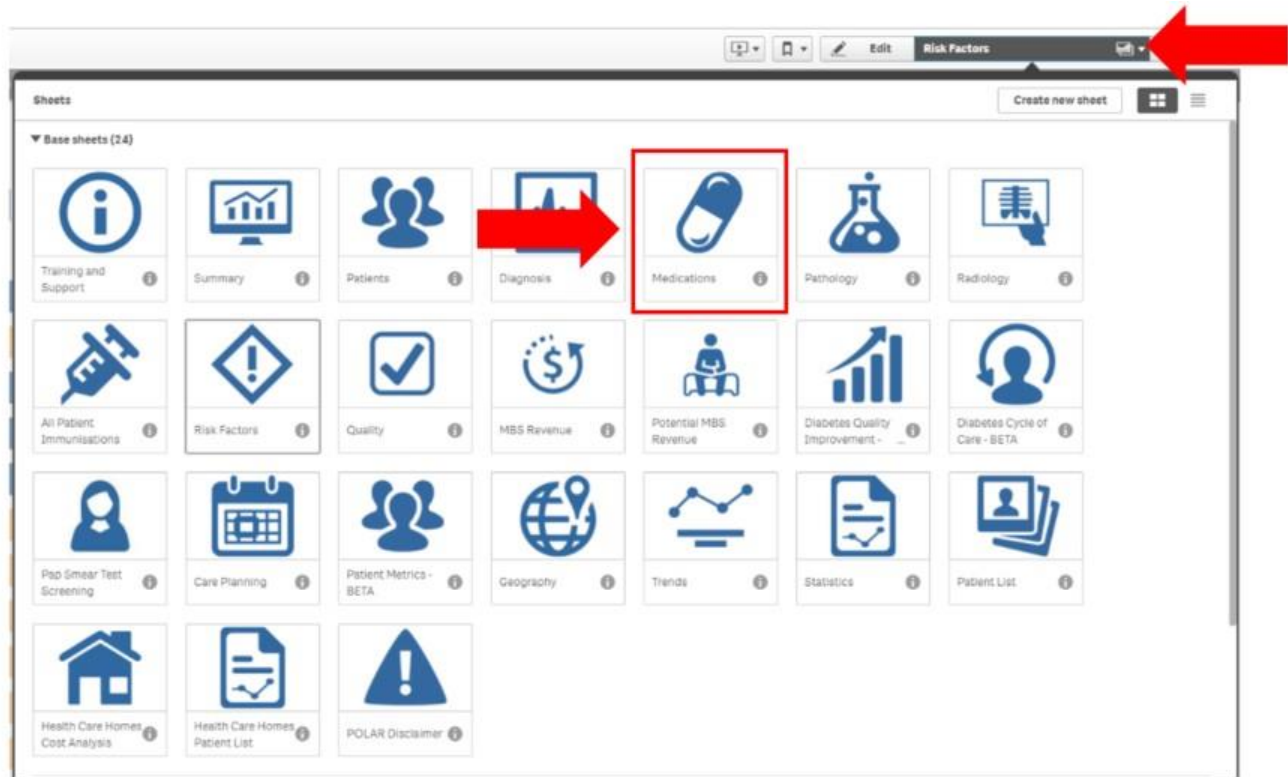 Edit
Risk Factors
Sheets
Create new sheet
Base sheets (24)
Training and
Support
Summary
Patients
Diagnosis
Medications
Pathology
Radiology
All Patient
Immunisations
Risk Factors
Quality
MBS Revenue
Potential MBS
Revenue
Diabetes Quality
Improvement - ...
Diabetes Cycle of
Care - BETA
Pap Smear Test
Screening
Care Planning
Patient Metrics -
BETA
Geography
Trends
Statistics
Patient List
Health Care Homes
Cost Analysis
Health Care Homes
Patient List
POLAR Disclaimer